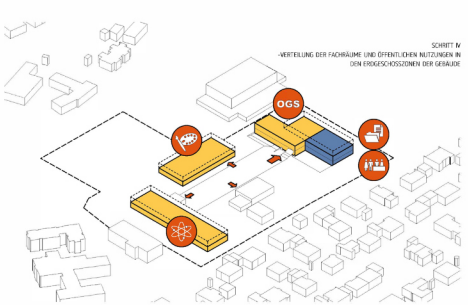 SCHRITT IV
-VERTEILUNG DER FACHRÄUME UND ÖFFENTLICHEN NUTZUNGEN IN
DEN ERDGESCHOSSZONEN DER GEBÄUDE
OGS